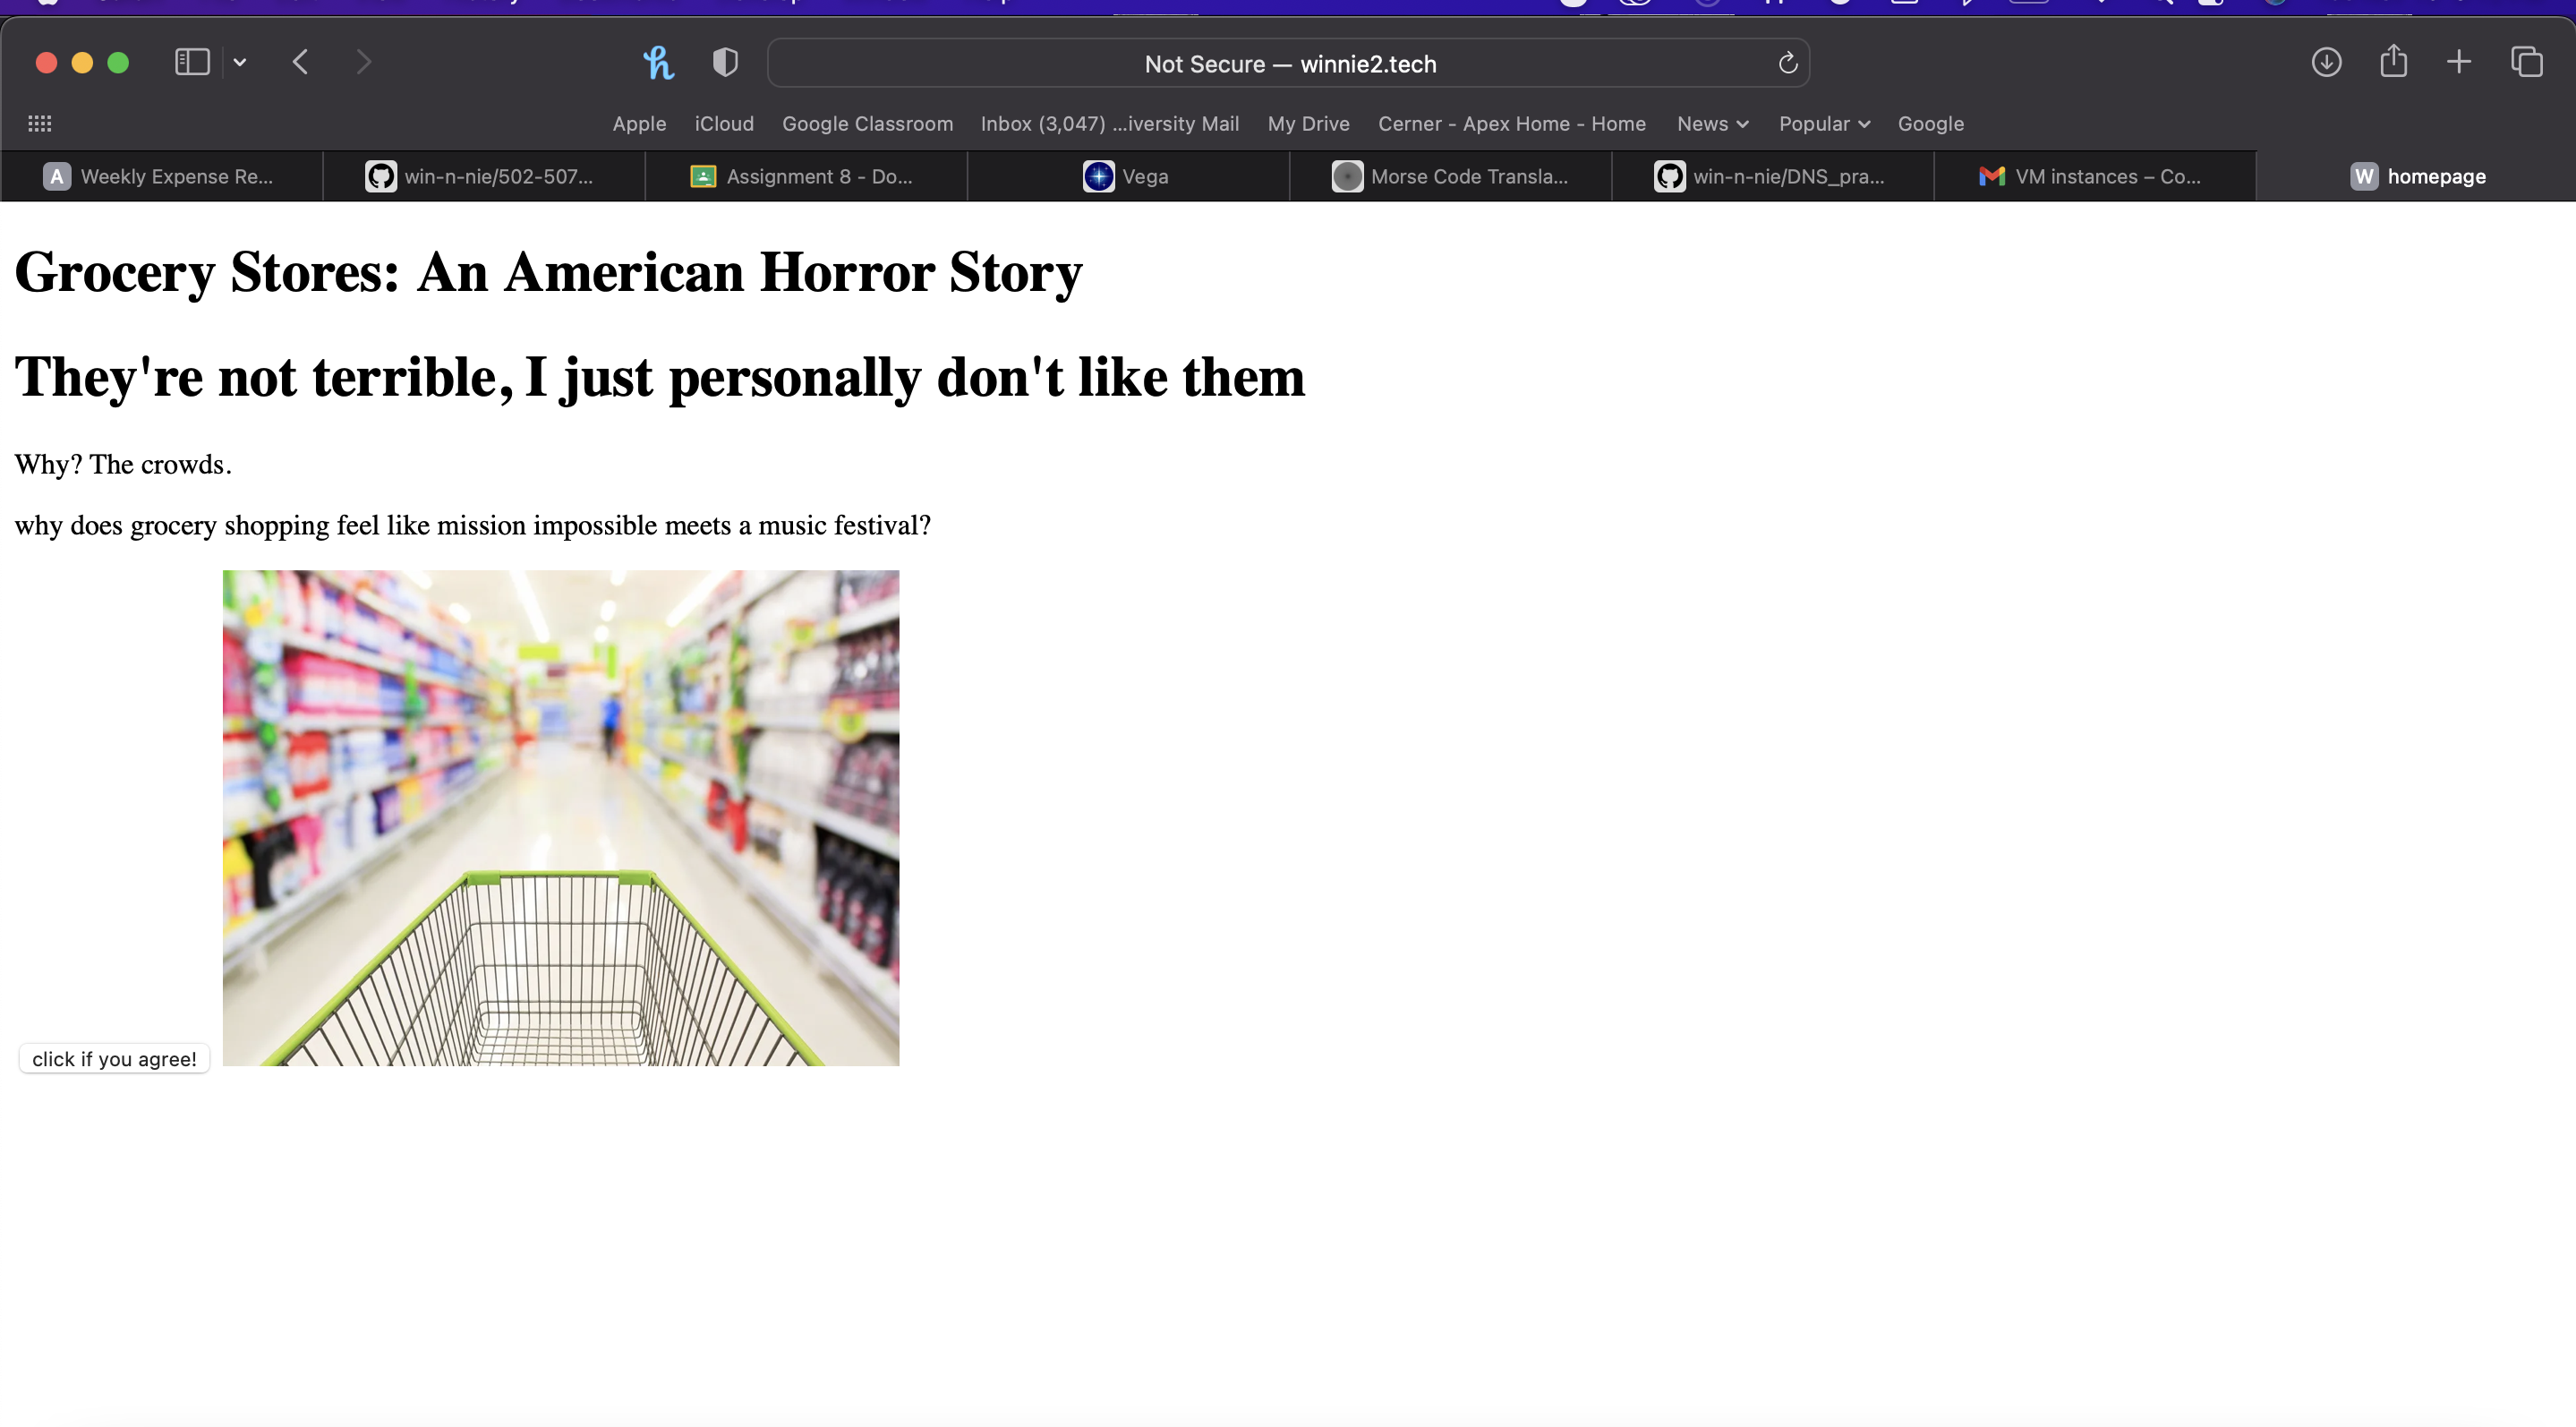 Not Secure — winnie2.tech
Apple iCloud Google Classroom Inbox (3,047) ...iversity Mail My Drive Cerner - Apex Home - Home News Popular Google
A Weekly Expense Re... win-n-nie/502-507... Assignment 8 - Do... Vega Morse Code Transla... win-n-nie/DNS_pra... VM instances – Co... W homepage
Grocery Stores: An American Horror Story
They're not terrible, I just personally don't like them
Why? The crowds.
why does grocery shopping feel like mission impossible meets a music festival?
click if you agree!